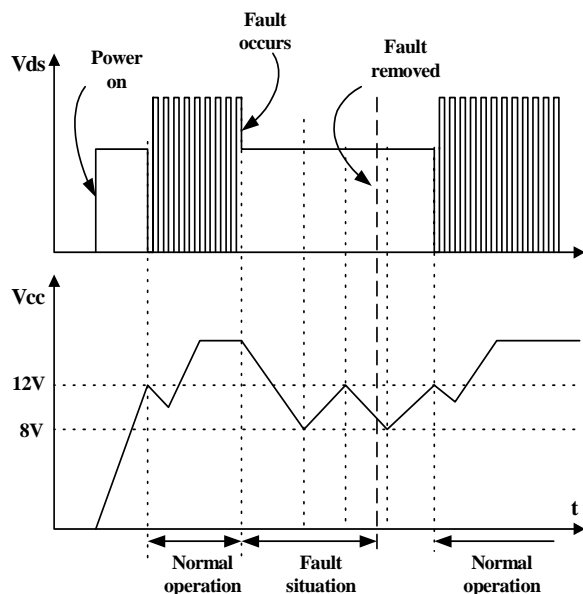 Fault
occurs
Vds
Power
on
Fault
removed
Vcc
12V
8V
t
Normal
operation
Fault
situation
Normal
operation